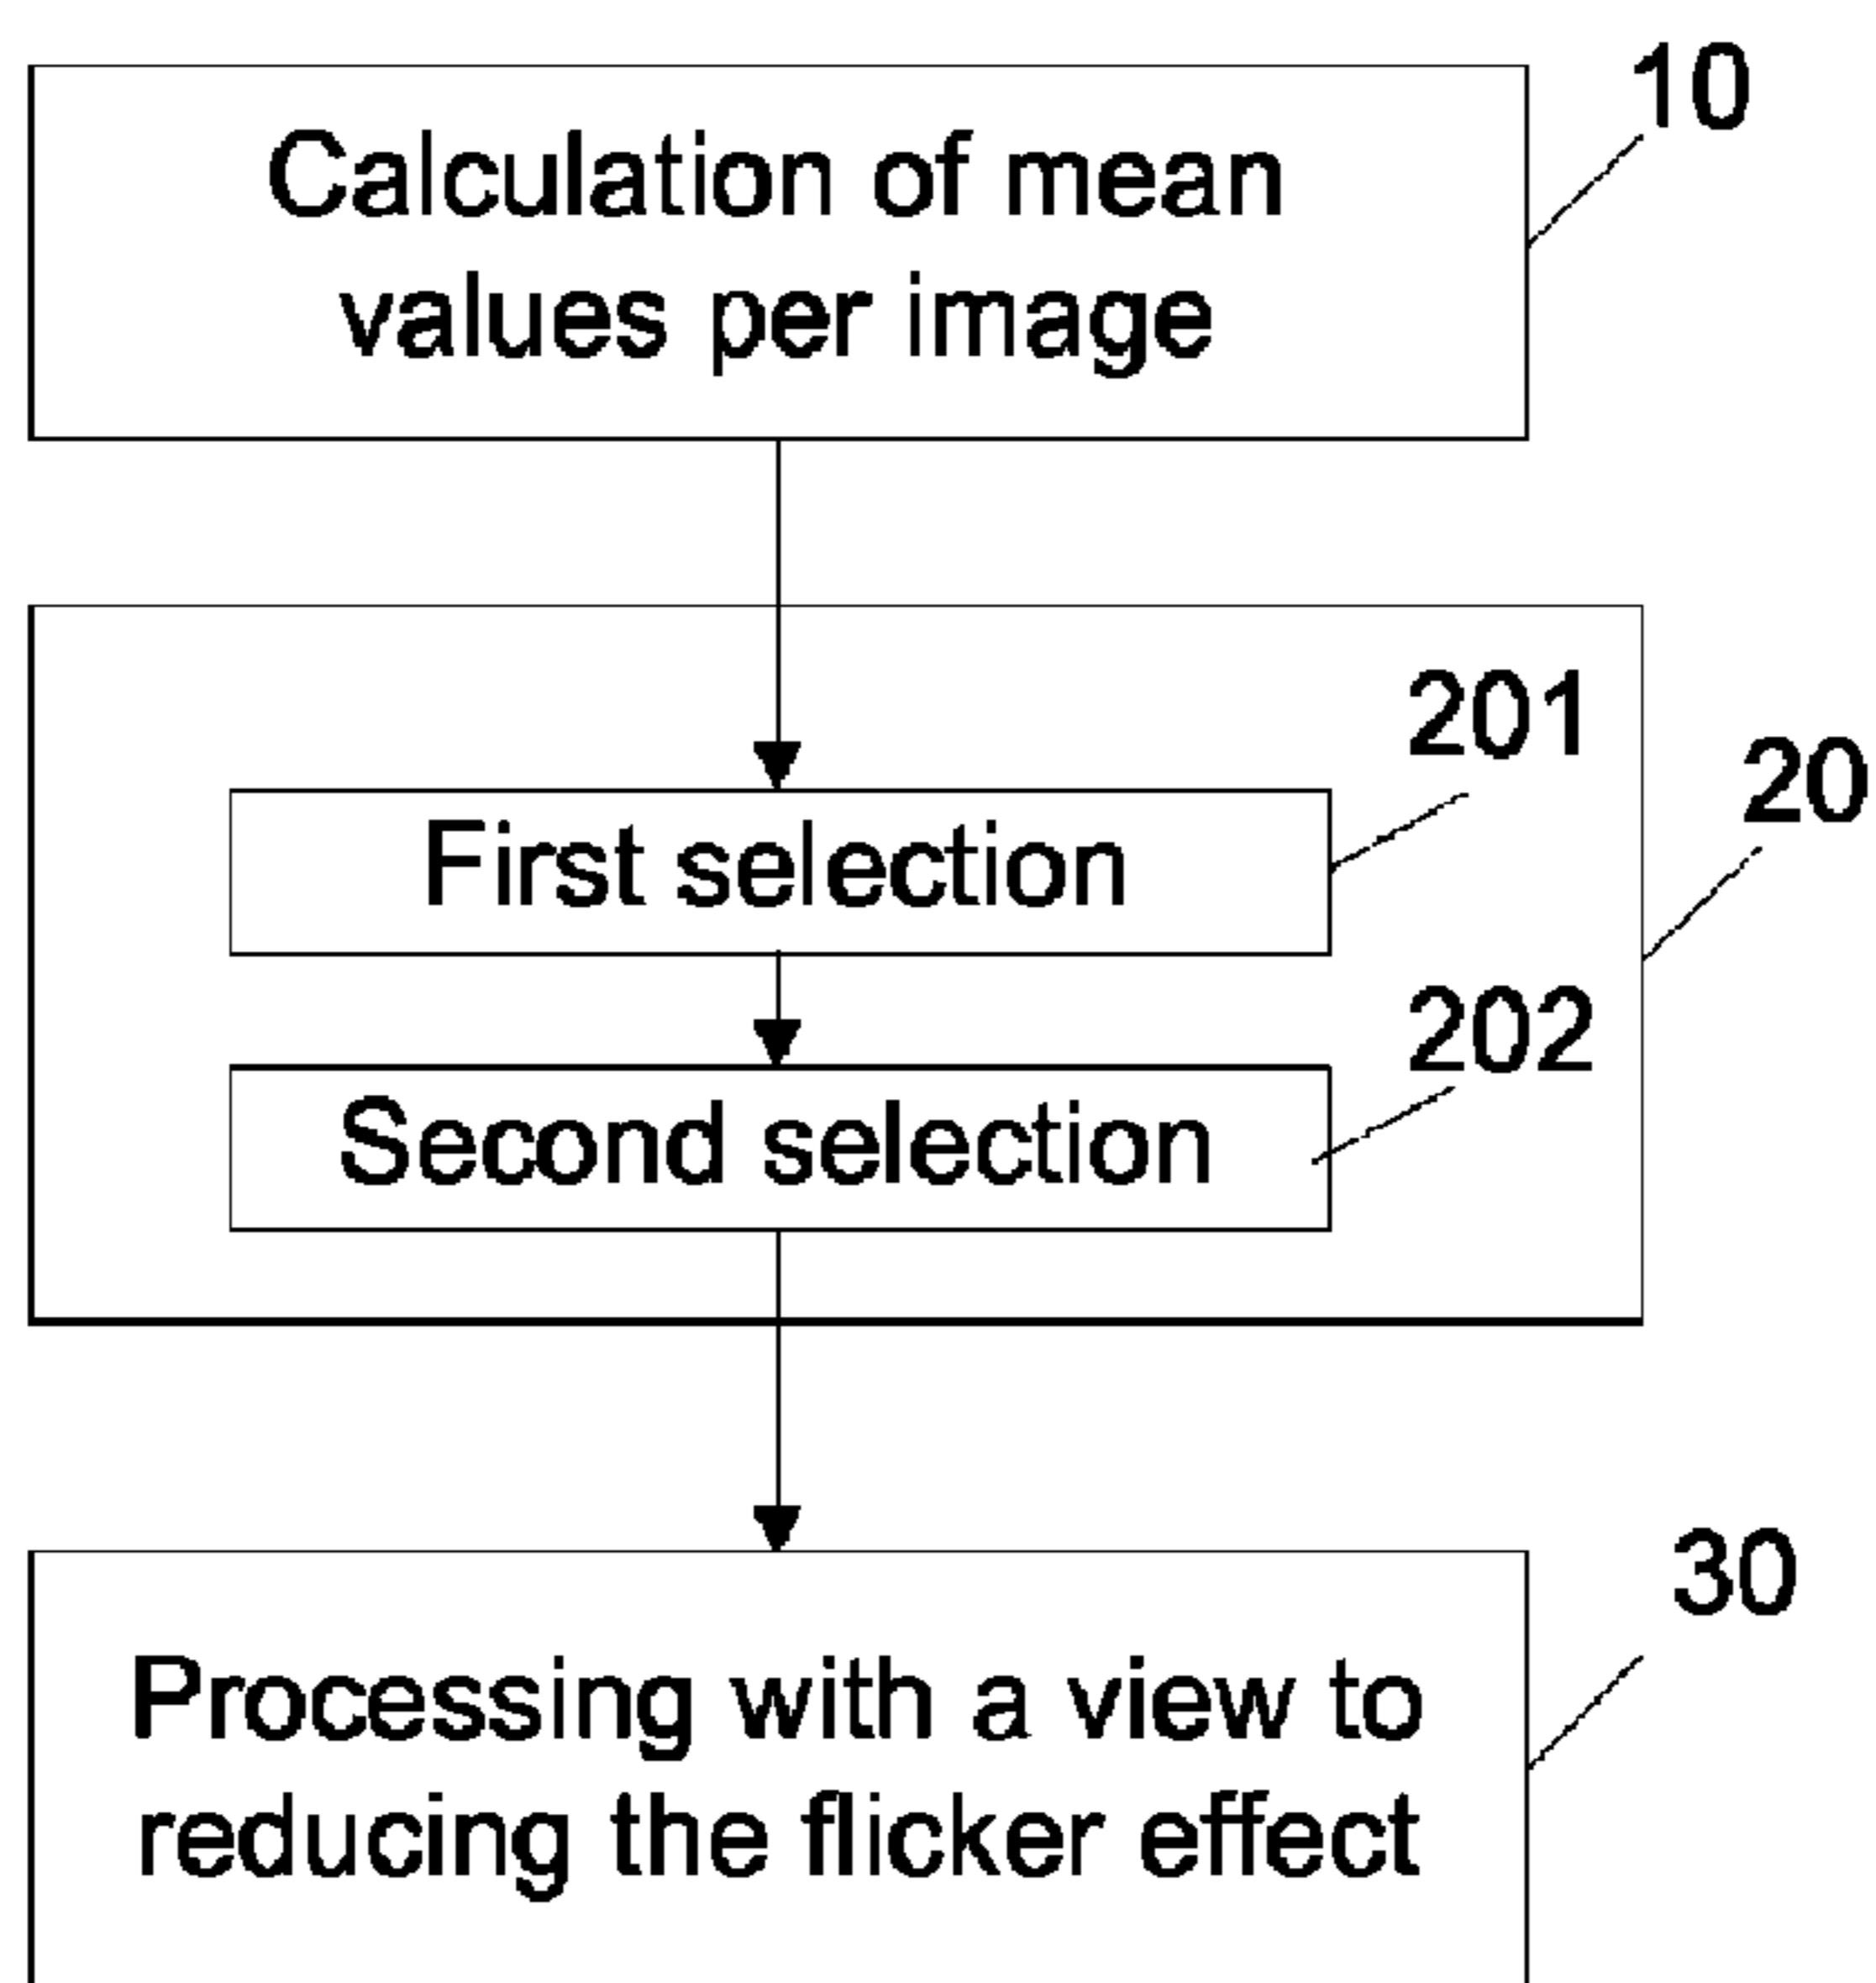 10
Calculation of mean
values per image
201
20
First selection
202
Second selection
30
Processing with a view to
reducing the flicker effect